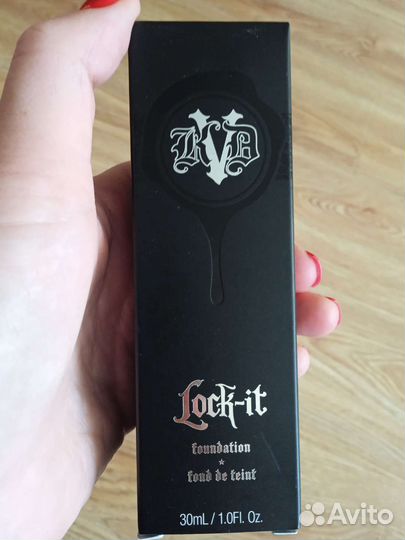 KVD
Lock-it
foundation
fond de teint
30mL / 1.0Fl. Oz.
Avito